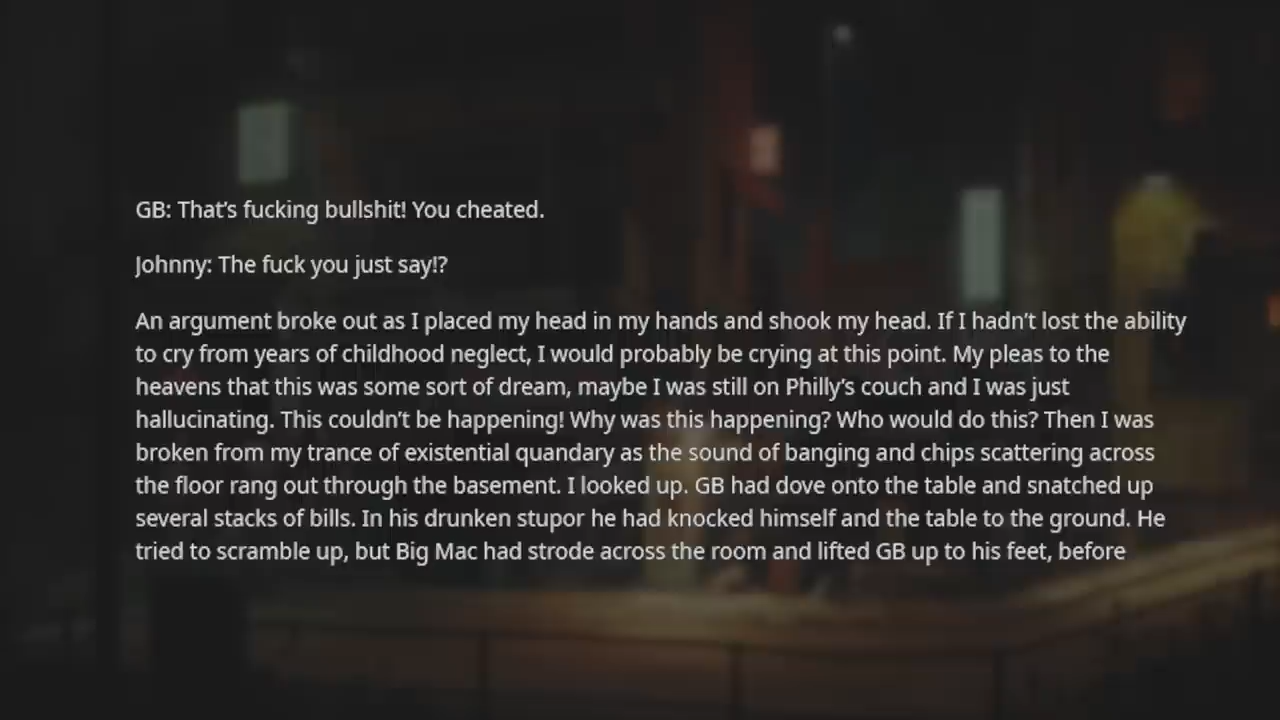 GB: That's fucking bullshit! You cheated.
Johnny: The fuck you just say!?
An argument broke out as I placed my head in my hands and shook my head. If I hadn't lost the ability
to cry from years of childhood neglect, I would probably be crying at this point. My pleas to the
heavens that this was some sort of dream, maybe I was still on Philly's couch and I was just
hallucinating. This couldn't be happening! Why was this happening? Who would do this? Then I was
broken from my trance of existential quandary as the sound of banging and chips scattering across
the floor rang out through the basement. I looked up. GB had dove onto the table and snatched up
several stacks of bills. In his drunken stupor he had knocked himself and the table to the ground. He
tried to scramble up, but Big Mac had strode across the room and lifted GB up to his feet, before